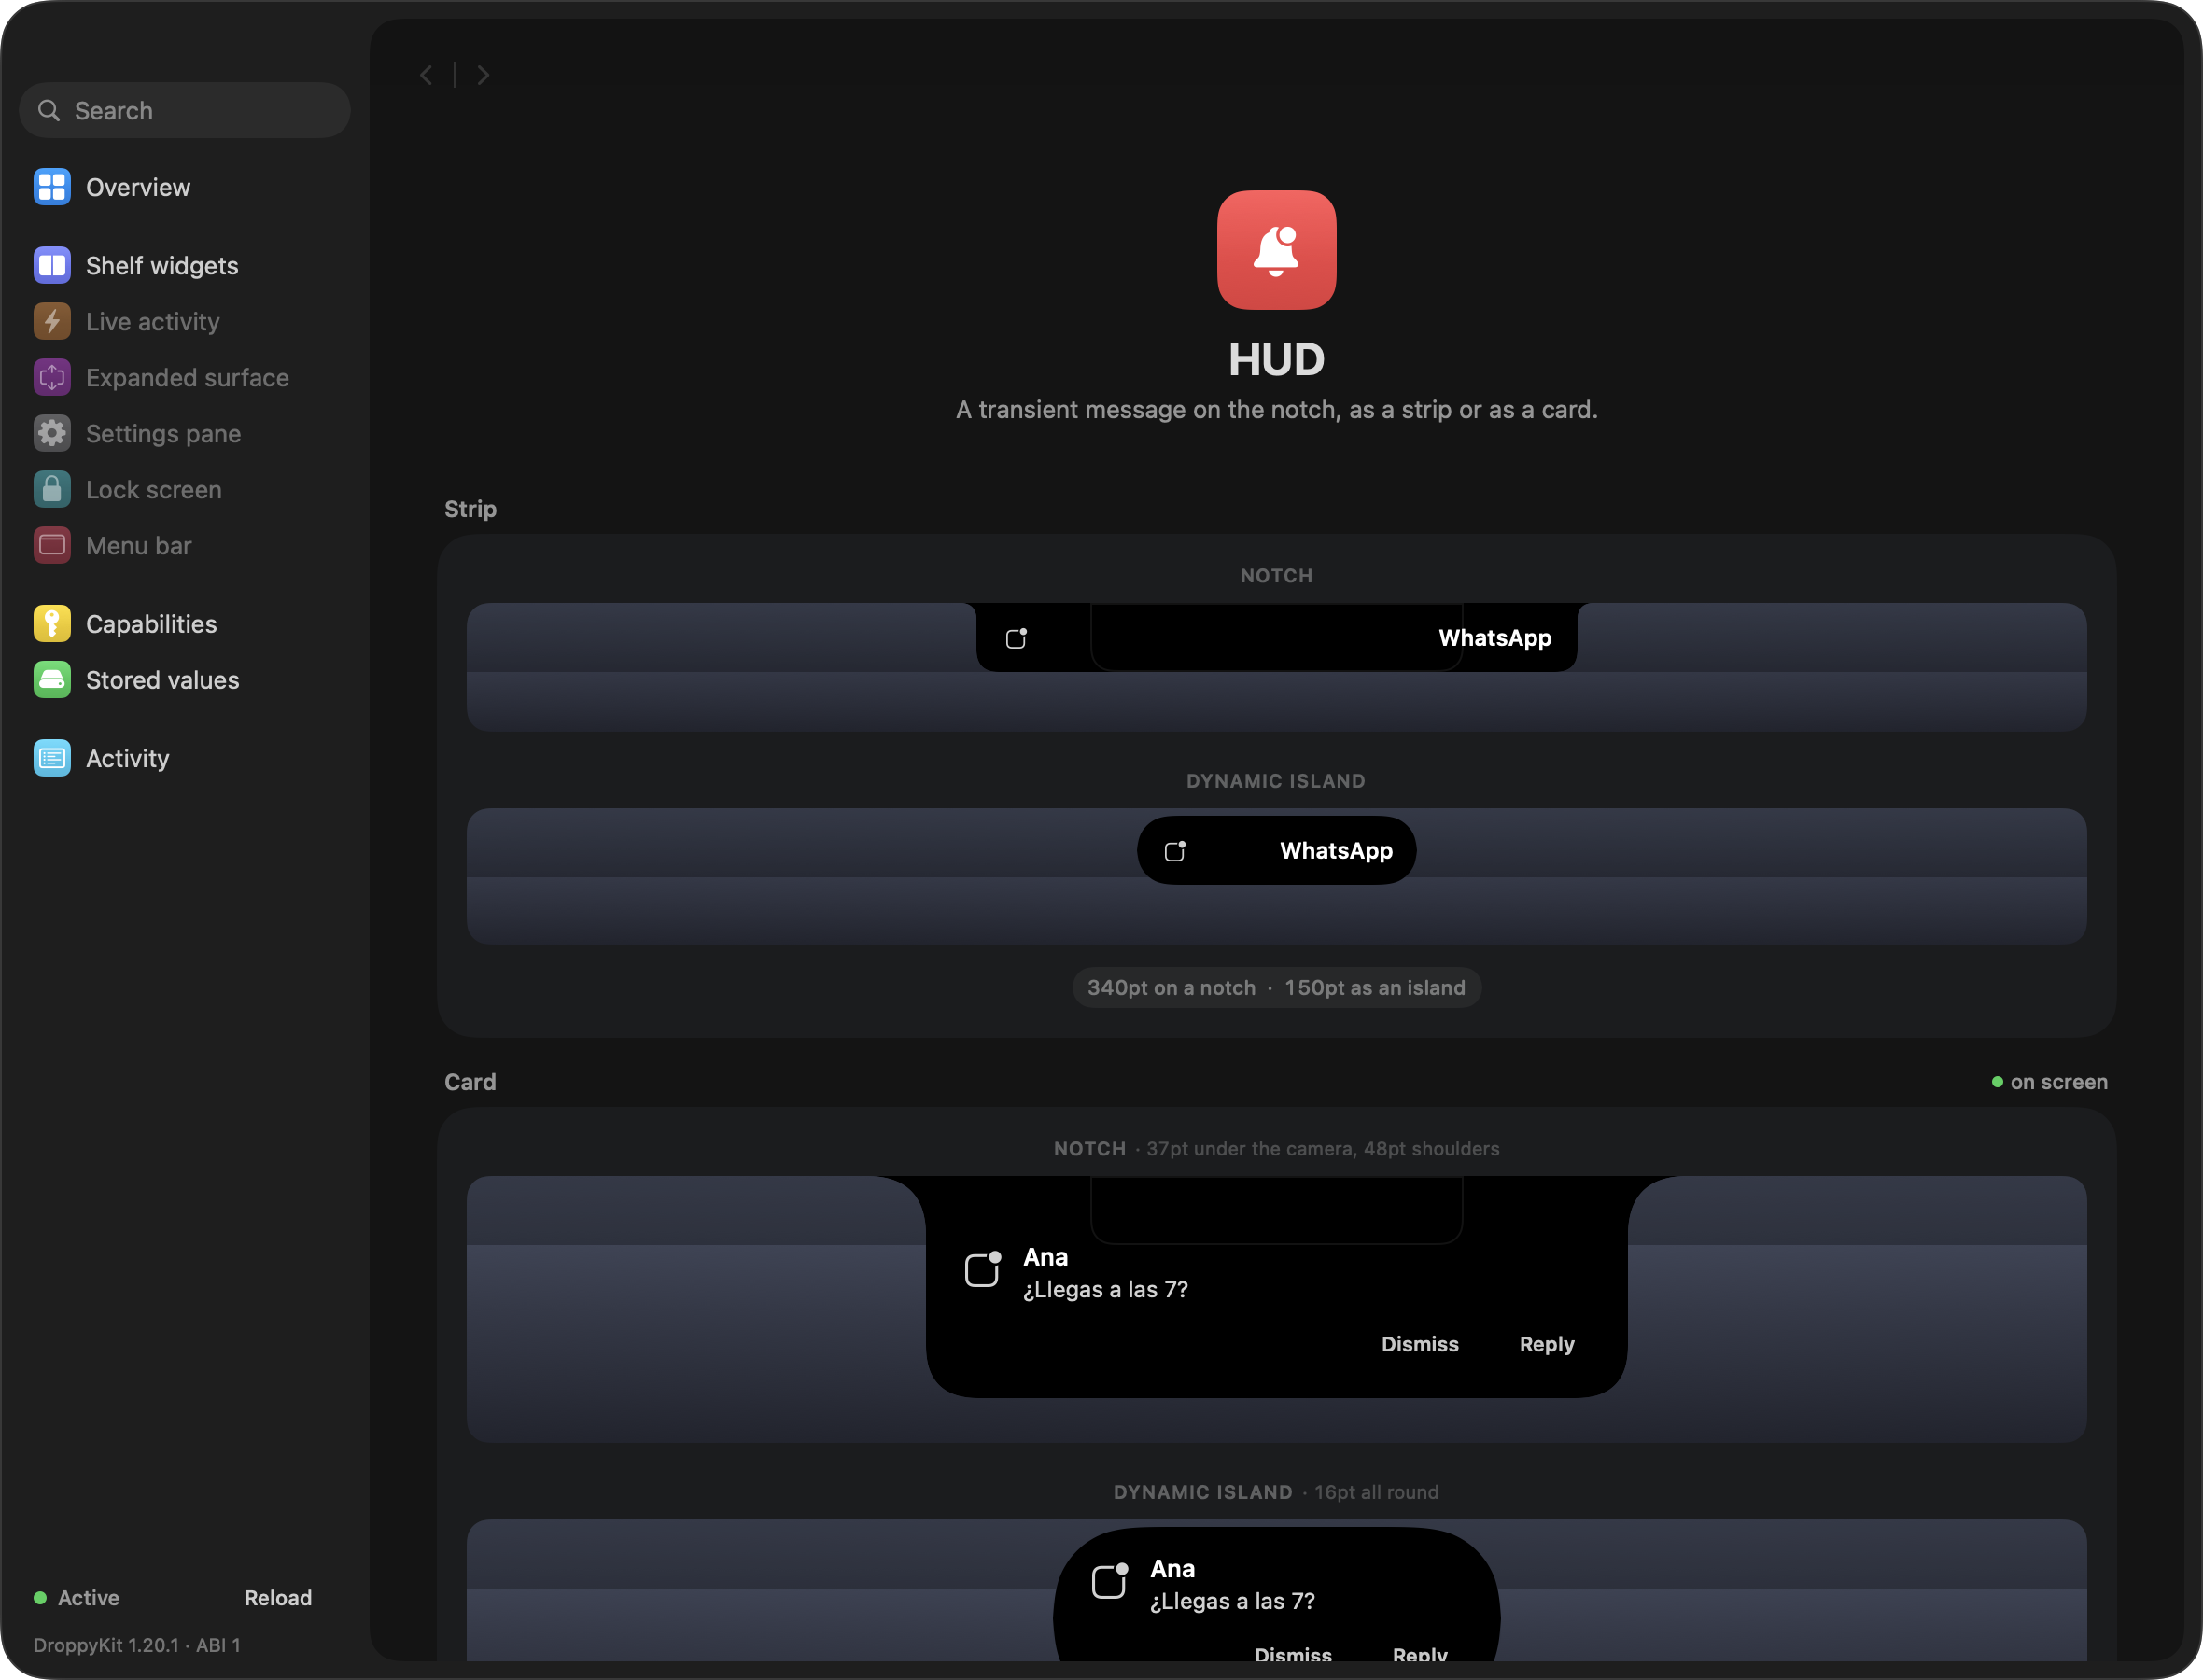 Search
Overview
Shelf widgets
Live activity
Expanded surface
Settings pane
Lock screen
Menu bar
Capabilities
Stored values
Activity
Active
Reload
DroppyKit 1.20.1 · ABI 1
HUD
A transient message on the notch, as a strip or as a card.
Strip
NOTCH
WhatsApp
DYNAMIC ISLAND
WhatsApp
340pt on a notch · 150pt as an island
Card
on screen
NOTCH · 37pt under the camera, 48pt shoulders
Ana
¿Llegas a las 7?
Dismiss Reply
DYNAMIC ISLAND · 16pt all round
Ana
¿Llegas a las 7?
Dismiss Reply